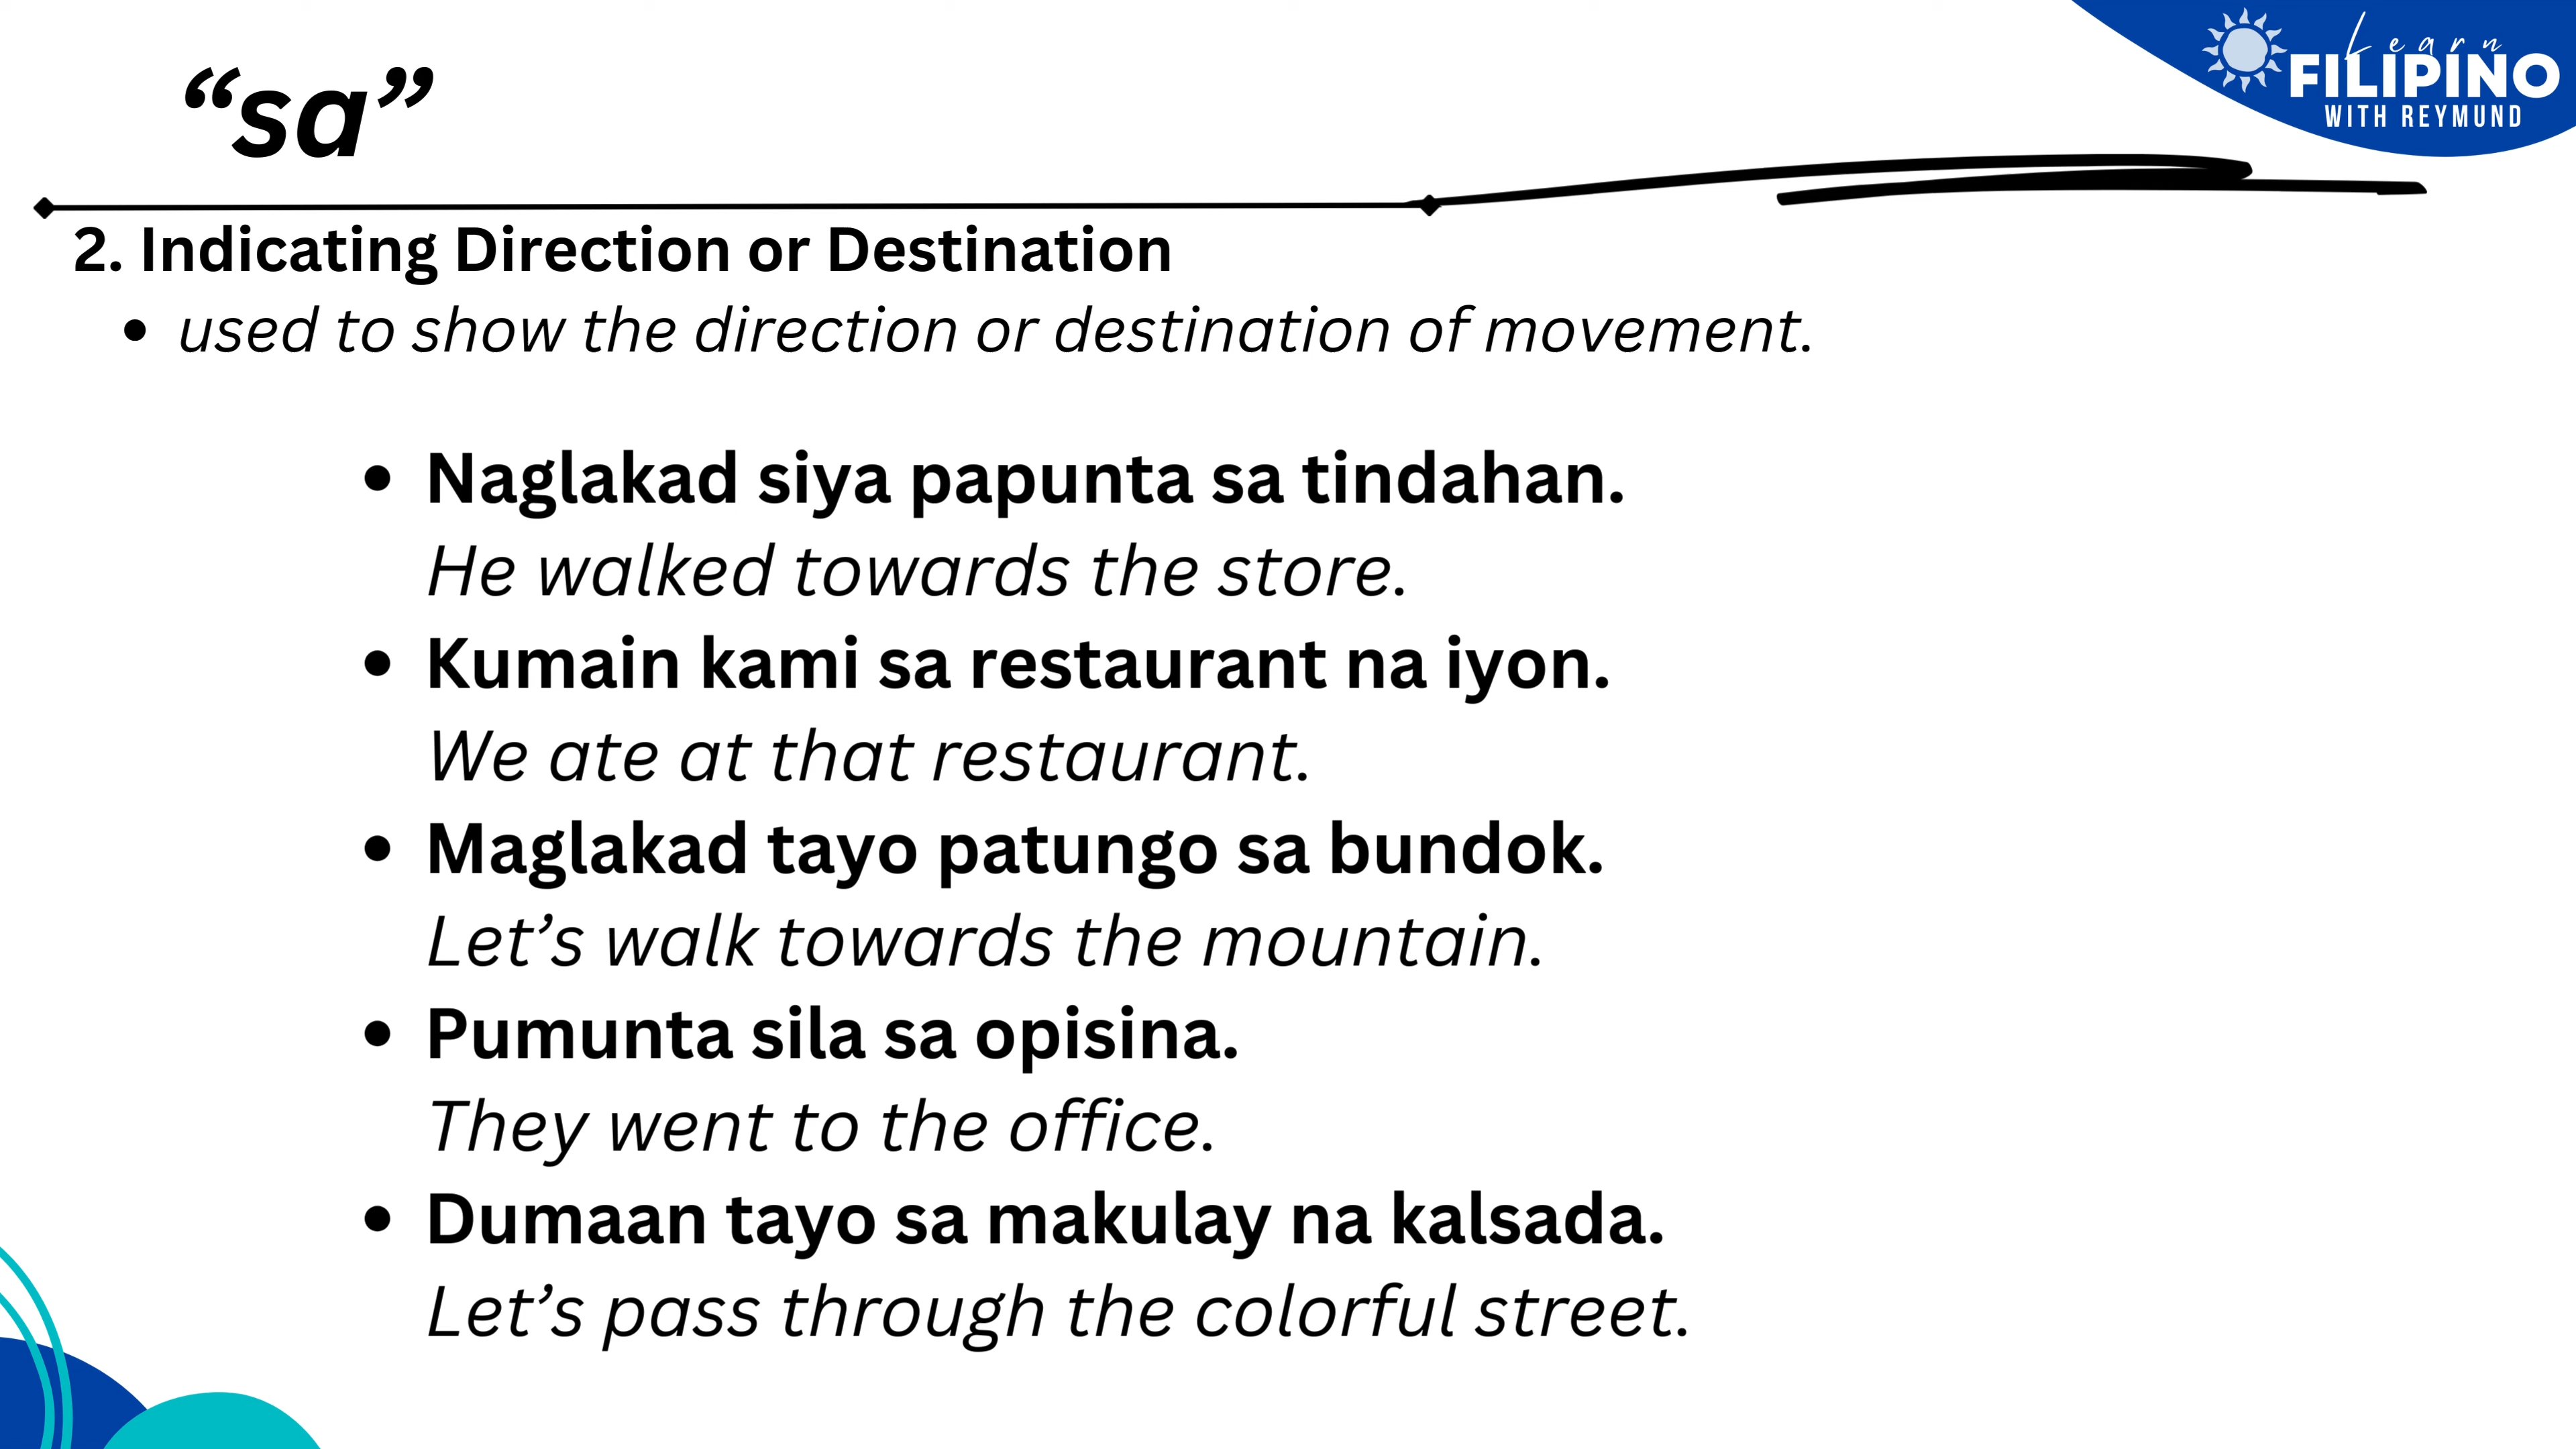 “sa”
Learn
FILIPINO
WITH REYMUND
2. Indicating Direction or Destination
• used to show the direction or destination of movement.
• Naglakad siya papunta sa tindahan.
He walked towards the store.
• Kumain kami sa restaurant na iyon.
We ate at that restaurant.
• Maglakad tayo patungo sa bundok.
Let’s walk towards the mountain.
• Pumunta sila sa opisina.
They went to the office.
• Dumaan tayo sa makulay na kalsada.
Let’s pass through the colorful street.